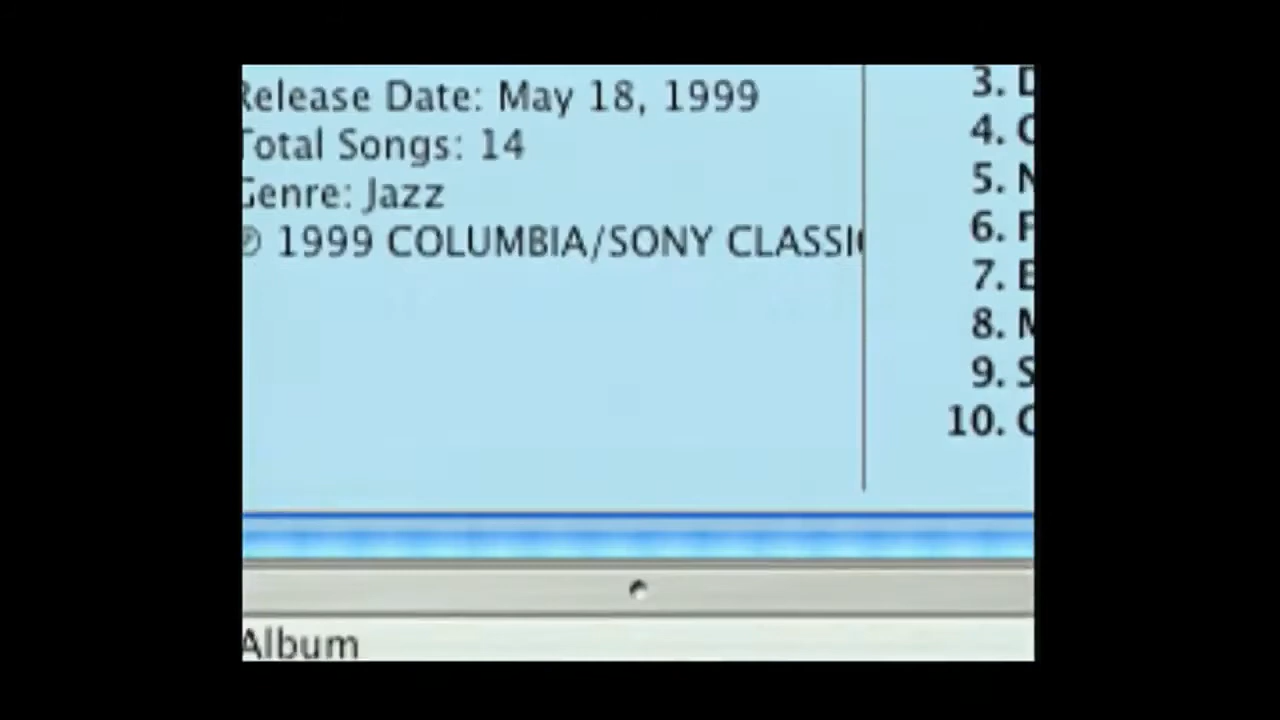 Release Date: May 18, 1999
Total Songs: 14
Genre: Jazz
℗ 1999 COLUMBIA/SONY CLASSI
3. D
4. C
5. N
6. F
7. E
8. M
9. S
10. C
Album